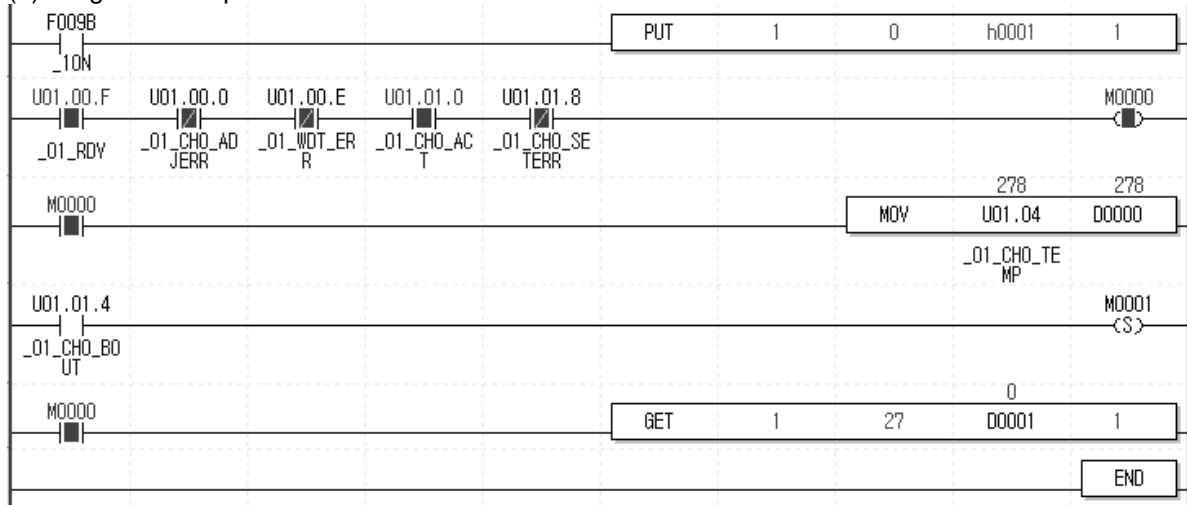 F009B
PUT 1 0 h0001 1
_1ON
U01.00.F U01.00.0 U01.00.E U01.01.0 U01.01.8 M0000
_01_RDY _01_CH0_AD _01_WDT_ER _01_CH0_AC _01_CH0_SE
JERR R T TERR
278 278
M0000
MOV U01.04 D0000
_01_CH0_TE
MP
U01.01.4 M0001
(S)
_01_CH0_BO
UT
0
M0000
GET 1 27 D0001 1
END